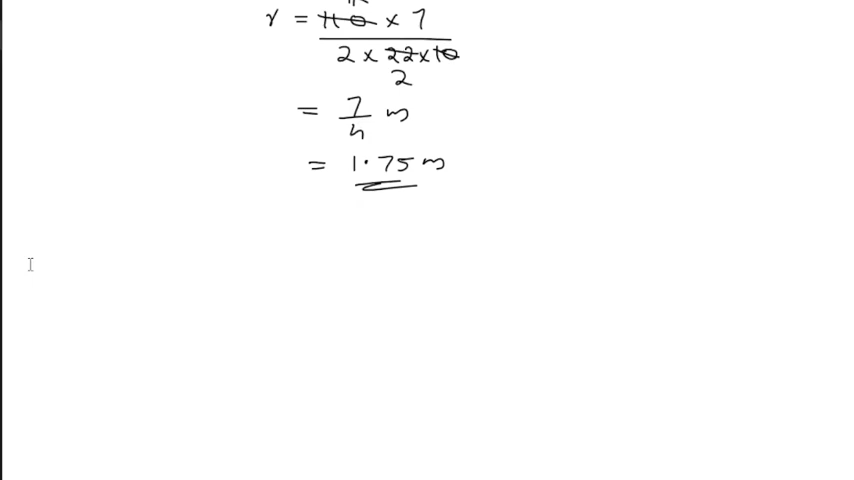 r = 110 × 7
2 × 22×10
2
= 7/4 m
= 1.75 m